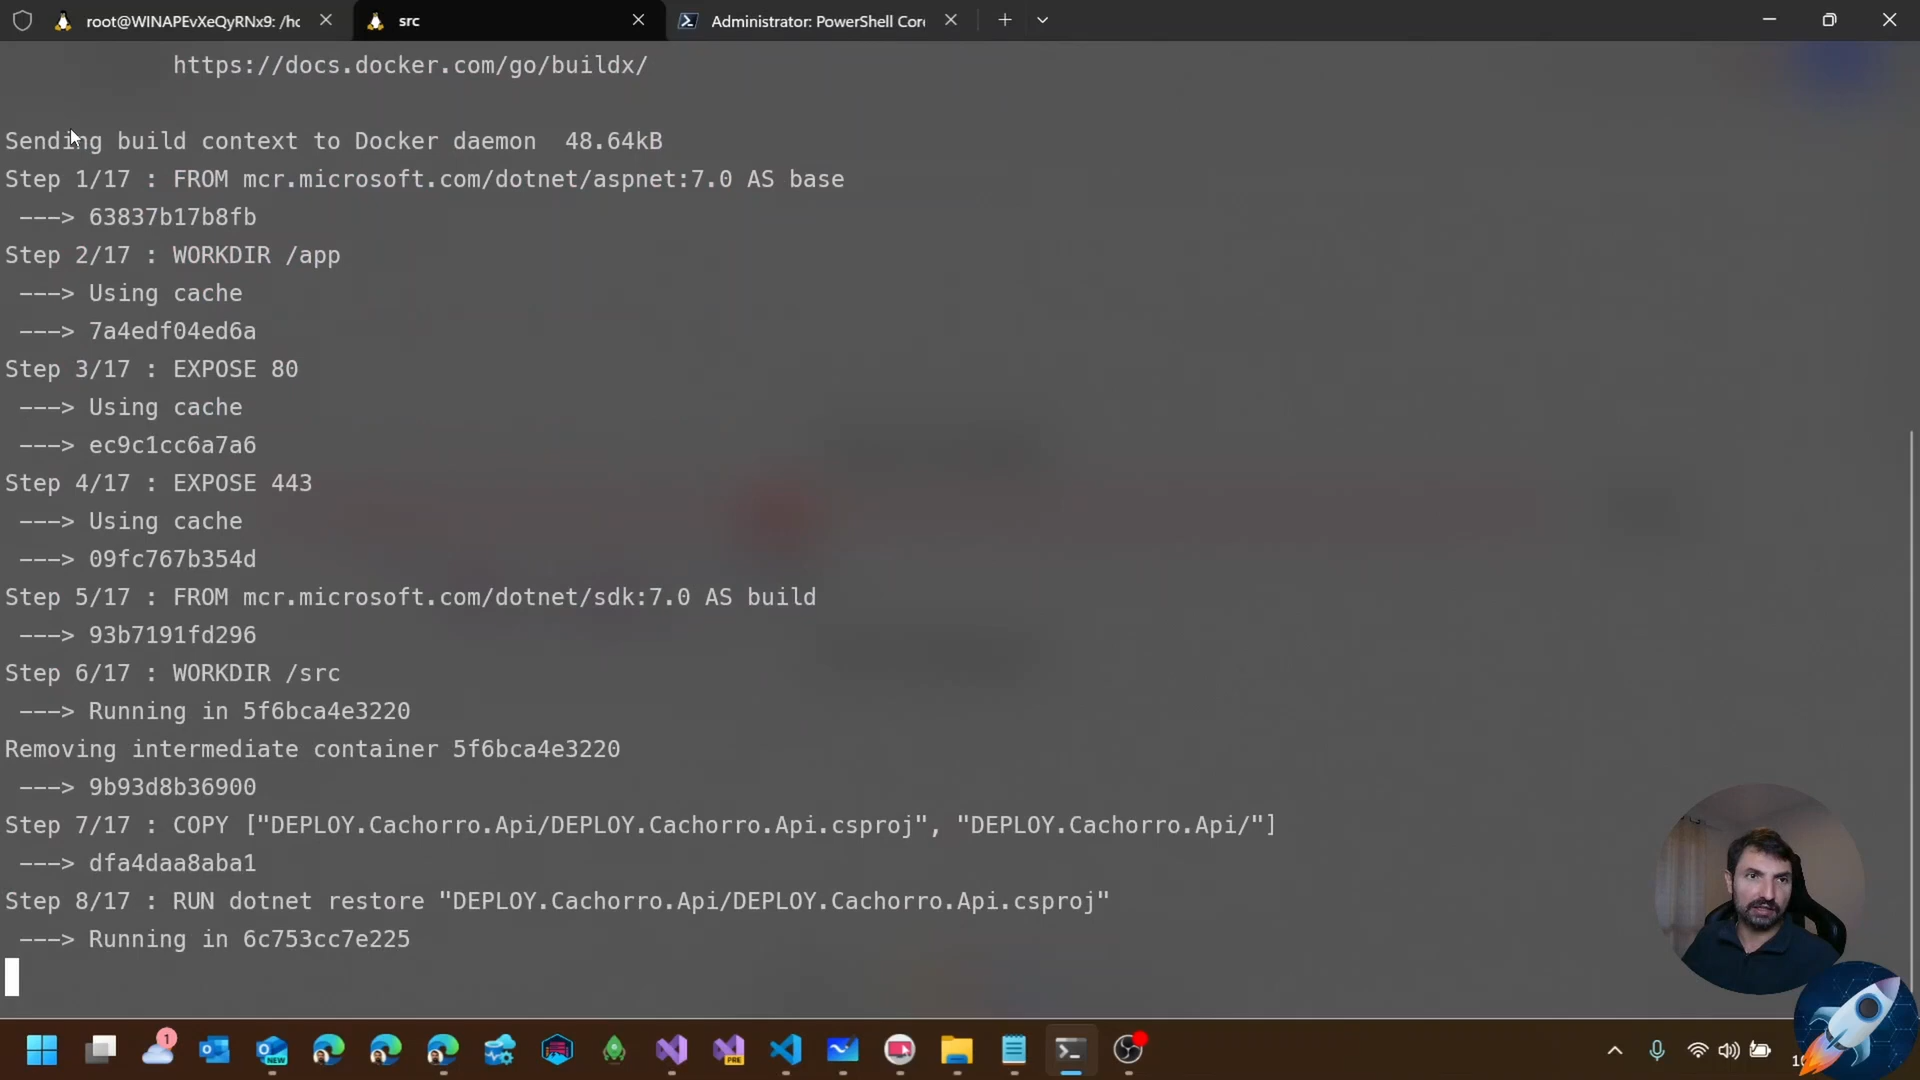 root@WINAPEvXeQyRNx9: /ho
src
Administrator: PowerShell Core
https://docs.docker.com/go/buildx/
Sending build context to Docker daemon  48.64kB
Step 1/17 : FROM mcr.microsoft.com/dotnet/aspnet:7.0 AS base
---> 63837b17b8fb
Step 2/17 : WORKDIR /app
---> Using cache
---> 7a4edf04ed6a
Step 3/17 : EXPOSE 80
---> Using cache
---> ec9c1cc6a7a6
Step 4/17 : EXPOSE 443
---> Using cache
---> 09fc767b354d
Step 5/17 : FROM mcr.microsoft.com/dotnet/sdk:7.0 AS build
---> 93b7191fd296
Step 6/17 : WORKDIR /src
---> Running in 5f6bca4e3220
Removing intermediate container 5f6bca4e3220
---> 9b93d8b36900
Step 7/17 : COPY ["DEPLOY.Cachorro.Api/DEPLOY.Cachorro.Api.csproj", "DEPLOY.Cachorro.Api/"]
---> dfa4daa8aba1
Step 8/17 : RUN dotnet restore "DEPLOY.Cachorro.Api/DEPLOY.Cachorro.Api.csproj"
---> Running in 6c753cc7e225
1
NEW
PRE